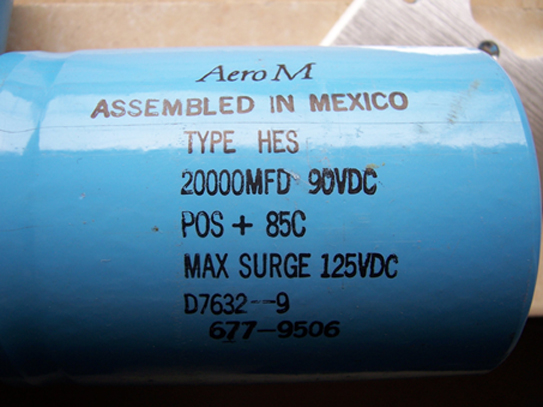 Aero M
ASSEMBLED IN MEXICO
TYPE HES
20000MFD 90VDC
POS + 85C
MAX SURGE 125VDC
D7632--9
677-9506